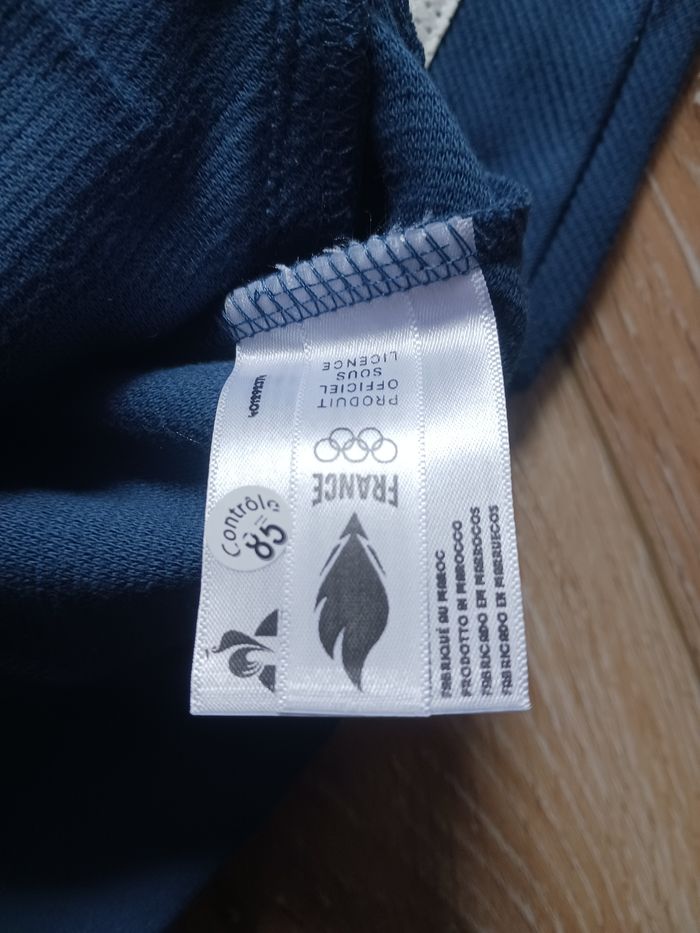 PRODUIT
OFFICIEL
SOUS
LICENCE
FRANCE
Contrôle
85
FABRIQUÉ AU MAROC
PRODOTTO IN MAROCCO
FABRICADO EM MARROCOS
FABRICADO EN MARRUECOS